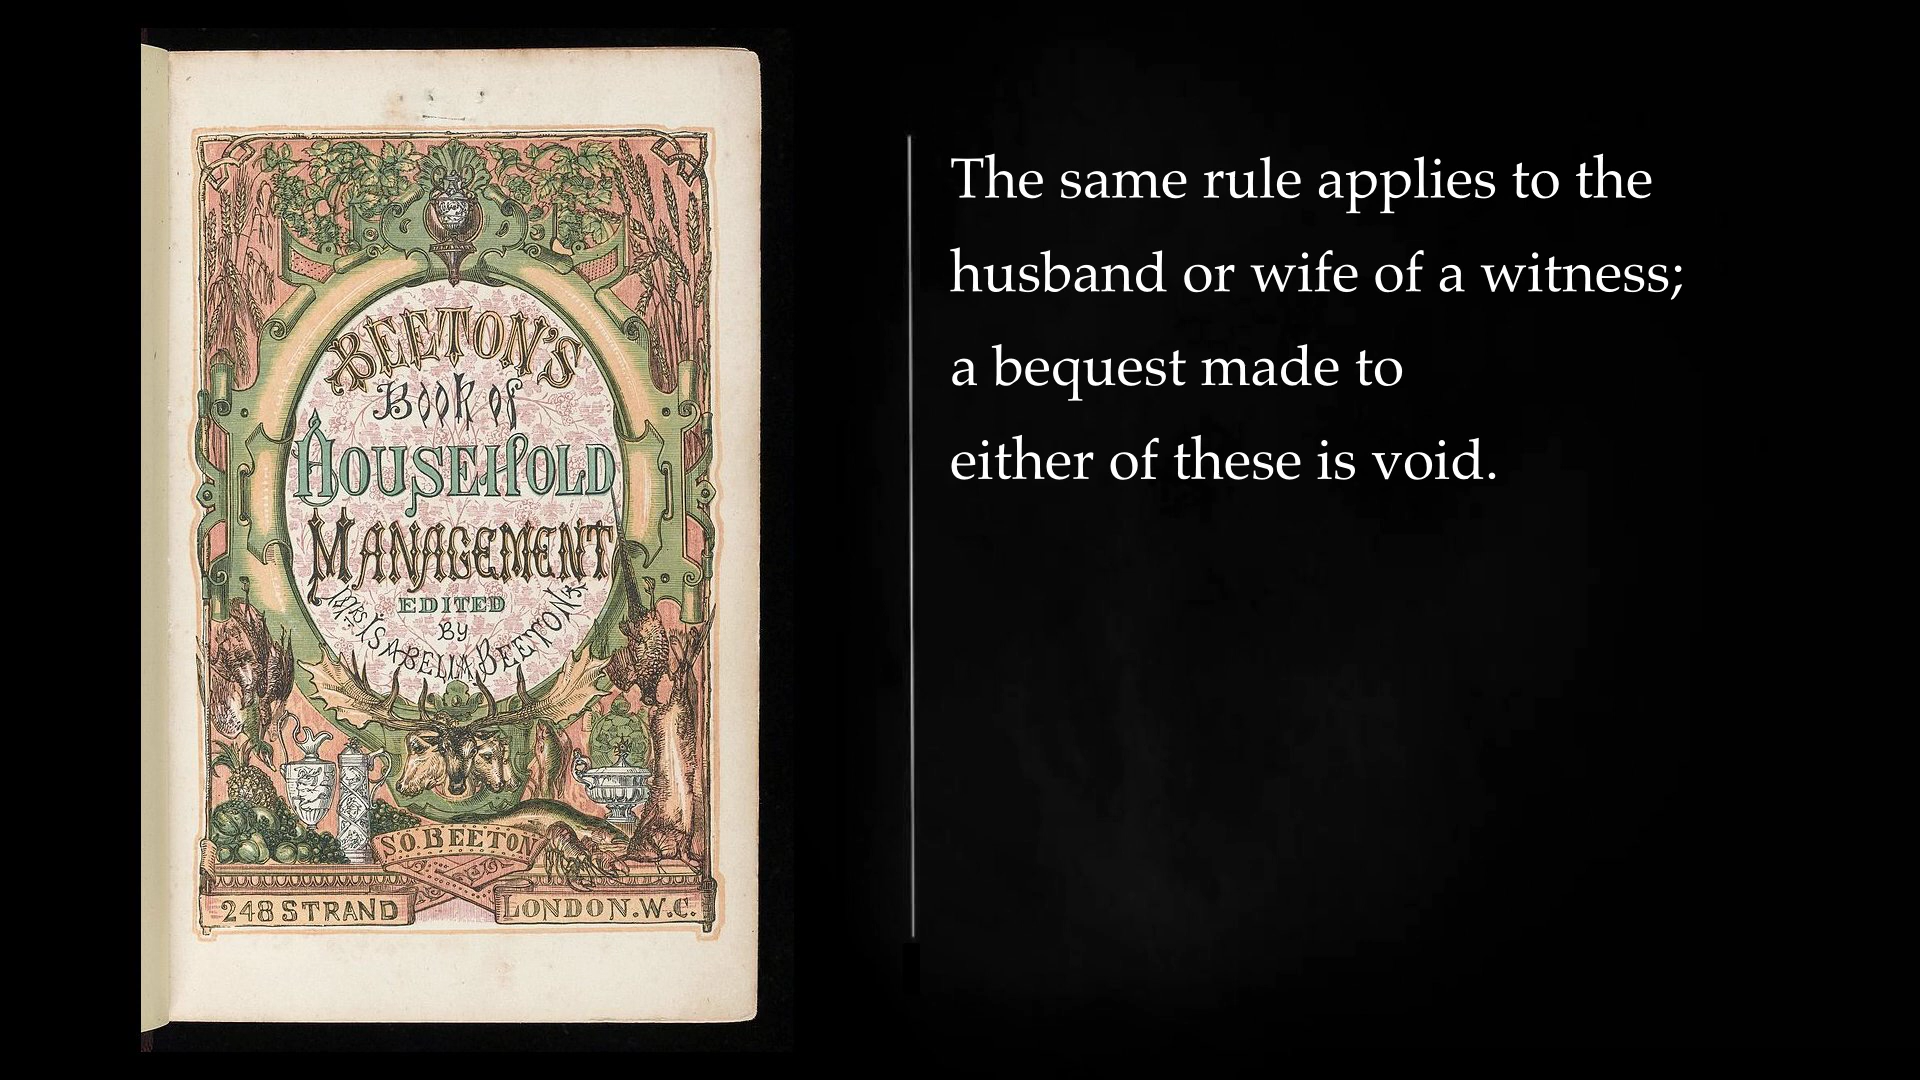 BEETON'S
BOOK OF
HOUSEHOLD
MANAGEMENT
EDITED
BY
MRS ISABELLA BEETON
S.O. BEETON
248 STRAND
LONDON. W.C.
The same rule applies to the
husband or wife of a witness;
a bequest made to
either of these is void.